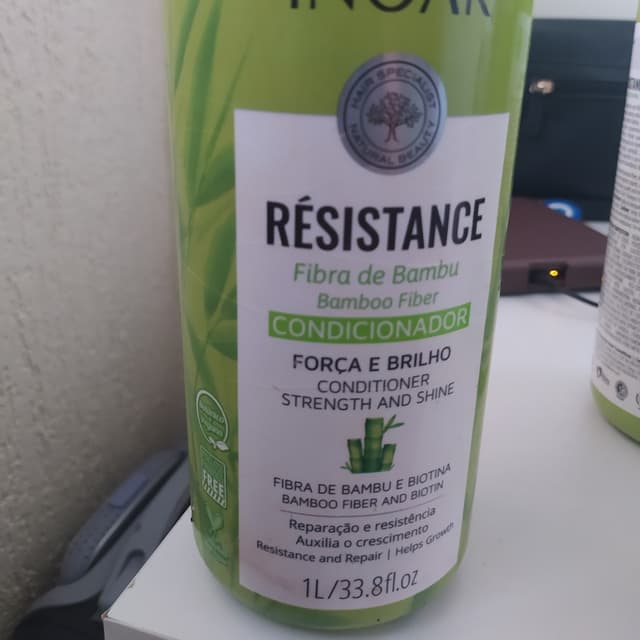 INOAR
HAIR SPECIALIST
NATURAL BEAUTY
RÉSISTANCE
Fibra de Bambu
Bamboo Fiber
CONDICIONADOR
FORÇA E BRILHO
CONDITIONER
STRENGTH AND SHINE
FREE
FIBRA DE BAMBU E BIOTINA
BAMBOO FIBER AND BIOTIN
Reparação e resistência
Auxilia o crescimento
Resistance and Repair | Helps Growth
1L/33.8fl.oz